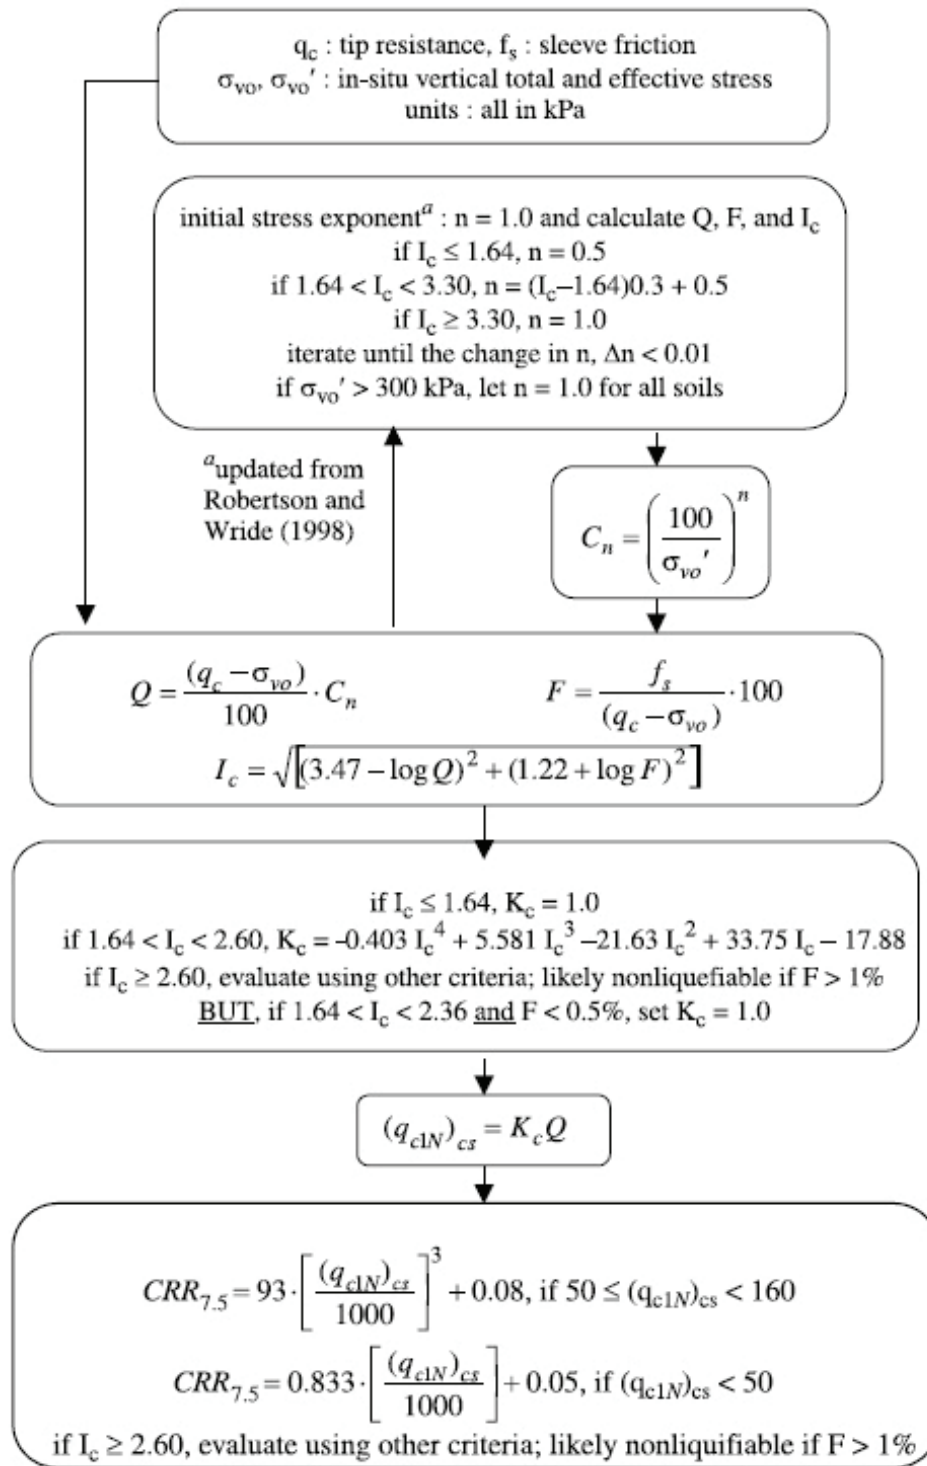 q_c : tip resistance, f_s : sleeve friction
σ_vo, σ_vo′ : in-situ vertical total and effective stress
units : all in kPa
initial stress exponent^a : n = 1.0 and calculate Q, F, and I_c
if I_c ≤ 1.64, n = 0.5
if 1.64 < I_c < 3.30, n = (I_c–1.64)0.3 + 0.5
if I_c ≥ 3.30, n = 1.0
iterate until the change in n, Δn < 0.01
if σ_vo′ > 300 kPa, let n = 1.0 for all soils
^a updated from
Robertson and
Wride (1998)
C_n = (100 / σ_vo′)^n
Q = (q_c – σ_vo) / 100 · C_n
F = f_s / (q_c – σ_vo) · 100
I_c = √[(3.47 – log Q)^2 + (1.22 + log F)^2]
if I_c ≤ 1.64, K_c = 1.0
if 1.64 < I_c < 2.60, K_c = –0.403 I_c^4 + 5.581 I_c^3 –21.63 I_c^2 + 33.75 I_c – 17.88
if I_c ≥ 2.60, evaluate using other criteria; likely nonliquefiable if F > 1%
BUT, if 1.64 < I_c < 2.36 and F < 0.5%, set K_c = 1.0
(q_c1N)_cs = K_c Q
CRR_7.5 = 93 · [(q_c1N)_cs / 1000]^3 + 0.08, if 50 ≤ (q_c1N)_cs < 160
CRR_7.5 = 0.833 · [(q_c1N)_cs / 1000] + 0.05, if (q_c1N)_cs < 50
if I_c ≥ 2.60, evaluate using other criteria; likely nonliquifiable if F > 1%